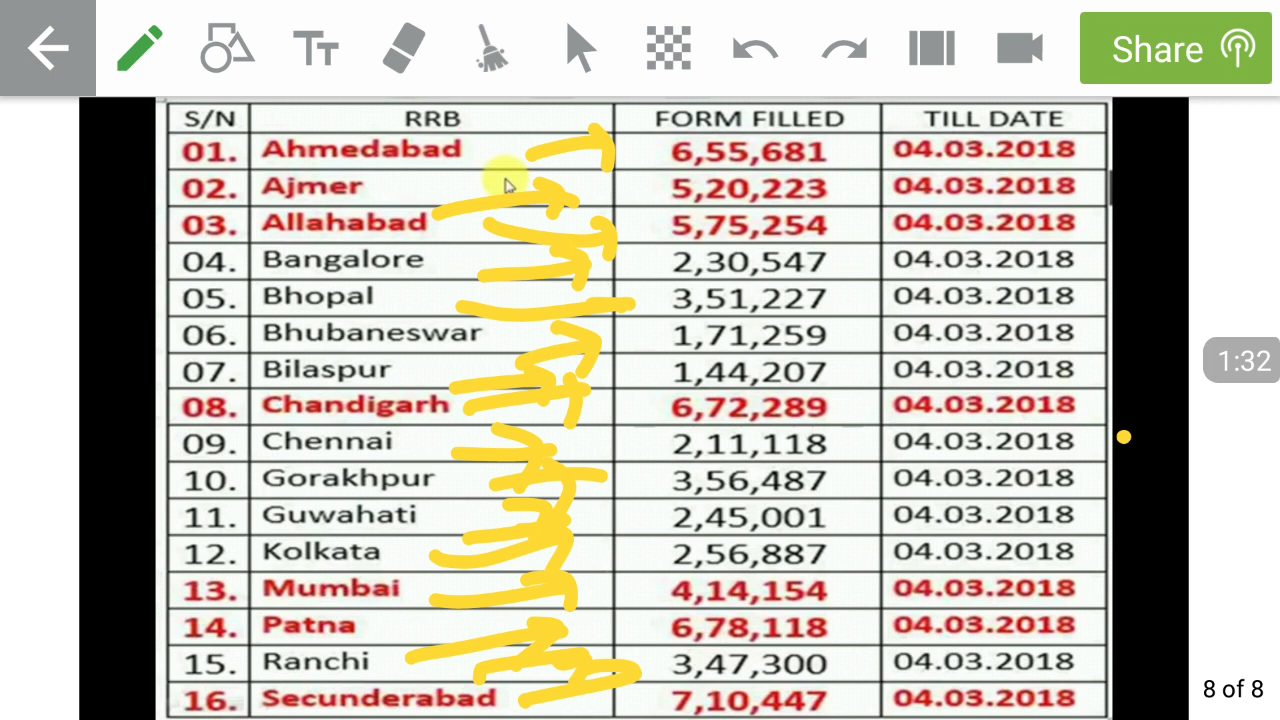 Tт
Share
S/N RRB FORM FILLED TILL DATE
01. Ahmedabad 6,55,681 04.03.2018
02. Ajmer 5,20,223 04.03.2018
03. Allahabad 5,75,254 04.03.2018
04. Bangalore 2,30,547 04.03.2018
05. Bhopal 3,51,227 04.03.2018
06. Bhubaneswar 1,71,259 04.03.2018
07. Bilaspur 1,44,207 04.03.2018
08. Chandigarh 6,72,289 04.03.2018
09. Chennai 2,11,118 04.03.2018
10. Gorakhpur 3,56,487 04.03.2018
11. Guwahati 2,45,001 04.03.2018
12. Kolkata 2,56,887 04.03.2018
13. Mumbai 4,14,154 04.03.2018
14. Patna 6,78,118 04.03.2018
15. Ranchi 3,47,300 04.03.2018
16. Secunderabad 7,10,447 04.03.2018
1:32
8 of 8